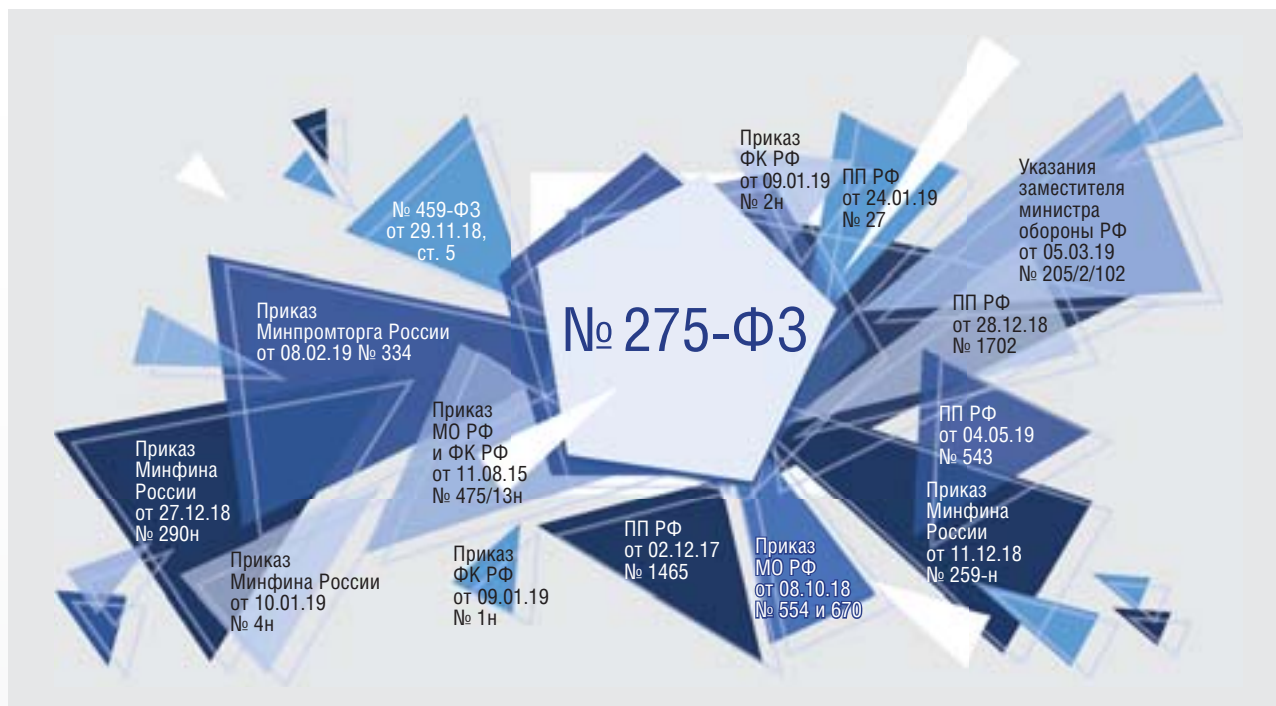 Приказ
ФК РФ
от 09.01.19
№ 2н
ПП РФ
от 24.01.19
№ 27
Указания
заместителя
министра
обороны РФ
от 05.03.19
№ 205/2/102
№ 459-ФЗ
от 29.11.18,
ст. 5
Приказ
Минпромторга России
от 08.02.19 № 334
№ 275-ФЗ
ПП РФ
от 28.12.18
№ 1702
Приказ
МО РФ
и ФК РФ
от 11.08.15
№ 475/13н
ПП РФ
от 04.05.19
№ 543
Приказ
Минфина
России
от 27.12.18
№ 290н
Приказ
Минфина
России
от 11.12.18
№ 259-н
Приказ
Минфина России
от 10.01.19
№ 4н
Приказ
ФК РФ
от 09.01.19
№ 1н
ПП РФ
от 02.12.17
№ 1465
Приказ
МО РФ
от 08.10.18
№ 554 и 670